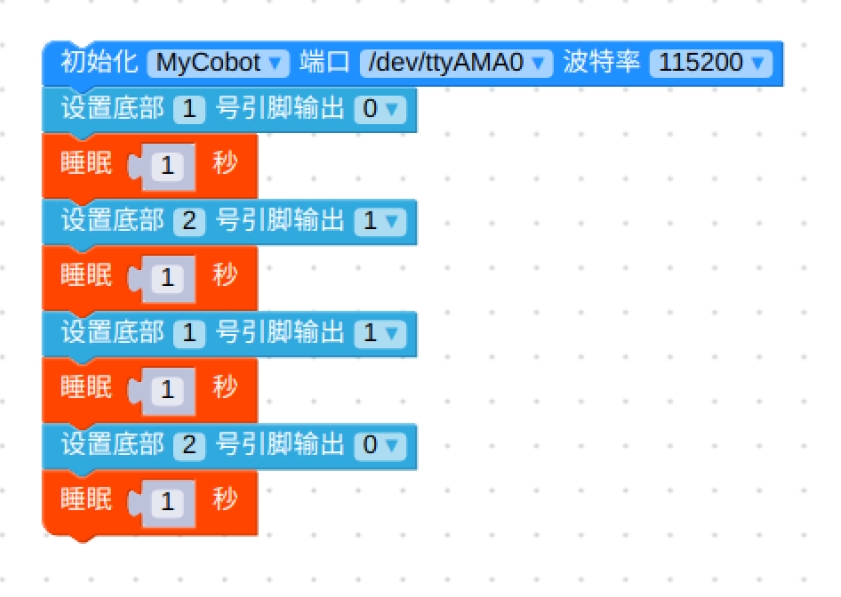 初始化 MyCobot 端口 /dev/ttyAMA0 波特率 115200
设置底部 1 号引脚输出 0
睡眠 1 秒
设置底部 2 号引脚输出 1
睡眠 1 秒
设置底部 1 号引脚输出 1
睡眠 1 秒
设置底部 2 号引脚输出 0
睡眠 1 秒